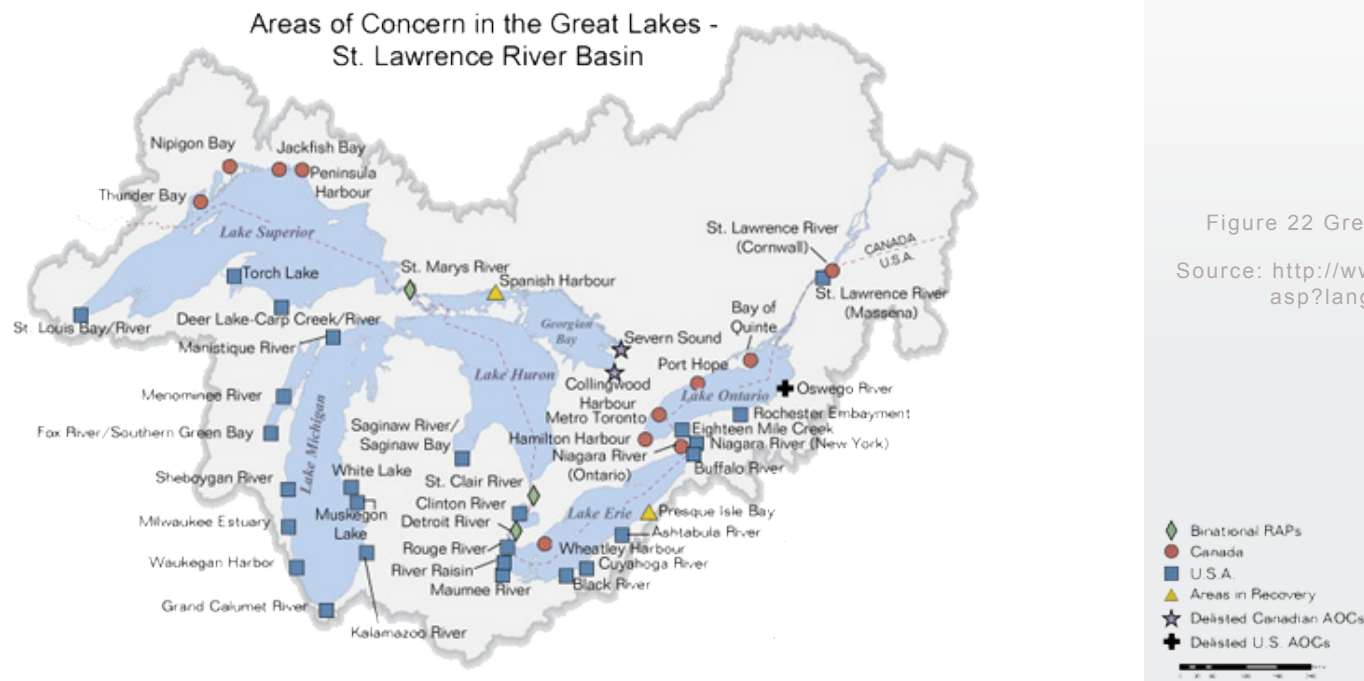 Areas of Concern in the Great Lakes -
St. Lawrence River Basin
Nipigon Bay
Jackfish Bay
Peninsula
Harbour
Thunder Bay
Lake Superior
St. Lawrence River
(Cornwall)
CANADA
U.S.A.
Torch Lake
St. Marys River
Spanish Harbour
St. Lawrence River
(Massena)
St. Louis Bay/River
Deer Lake-Carp Creek/River
Manistique River
Georgian
Bay
Bay of
Quinte
Severn Sound
Port Hope
Lake Huron
Collingwood
Harbour
Lake Ontario
Oswego River
Menominee River
Metro Toronto
Rochester Embayment
Fox River/Southern Green Bay
Lake Michigan
Saginaw River/
Saginaw Bay
Hamilton Harbour
Eighteen Mile Creek
Niagara River (New York)
Niagara River
(Ontario)
Buffalo River
Sheboygan River
White Lake
St. Clair River
Muskegon
Lake
Clinton River
Lake Erie
Presque Isle Bay
Milwaukee Estuary
Detroit River
Ashtabula River
Rouge River
Wheatley Harbour
Waukegan Harbor
River Raisin
Cuyahoga River
Maumee River
Black River
Grand Calumet River
Kalamazoo River
Figure 22 Gre
Source: http://ww
asp?lang
Binational RAPs
Canada
U.S.A.
Areas in Recovery
Delisted Canadian AOCs
Delisted U.S. AOCs